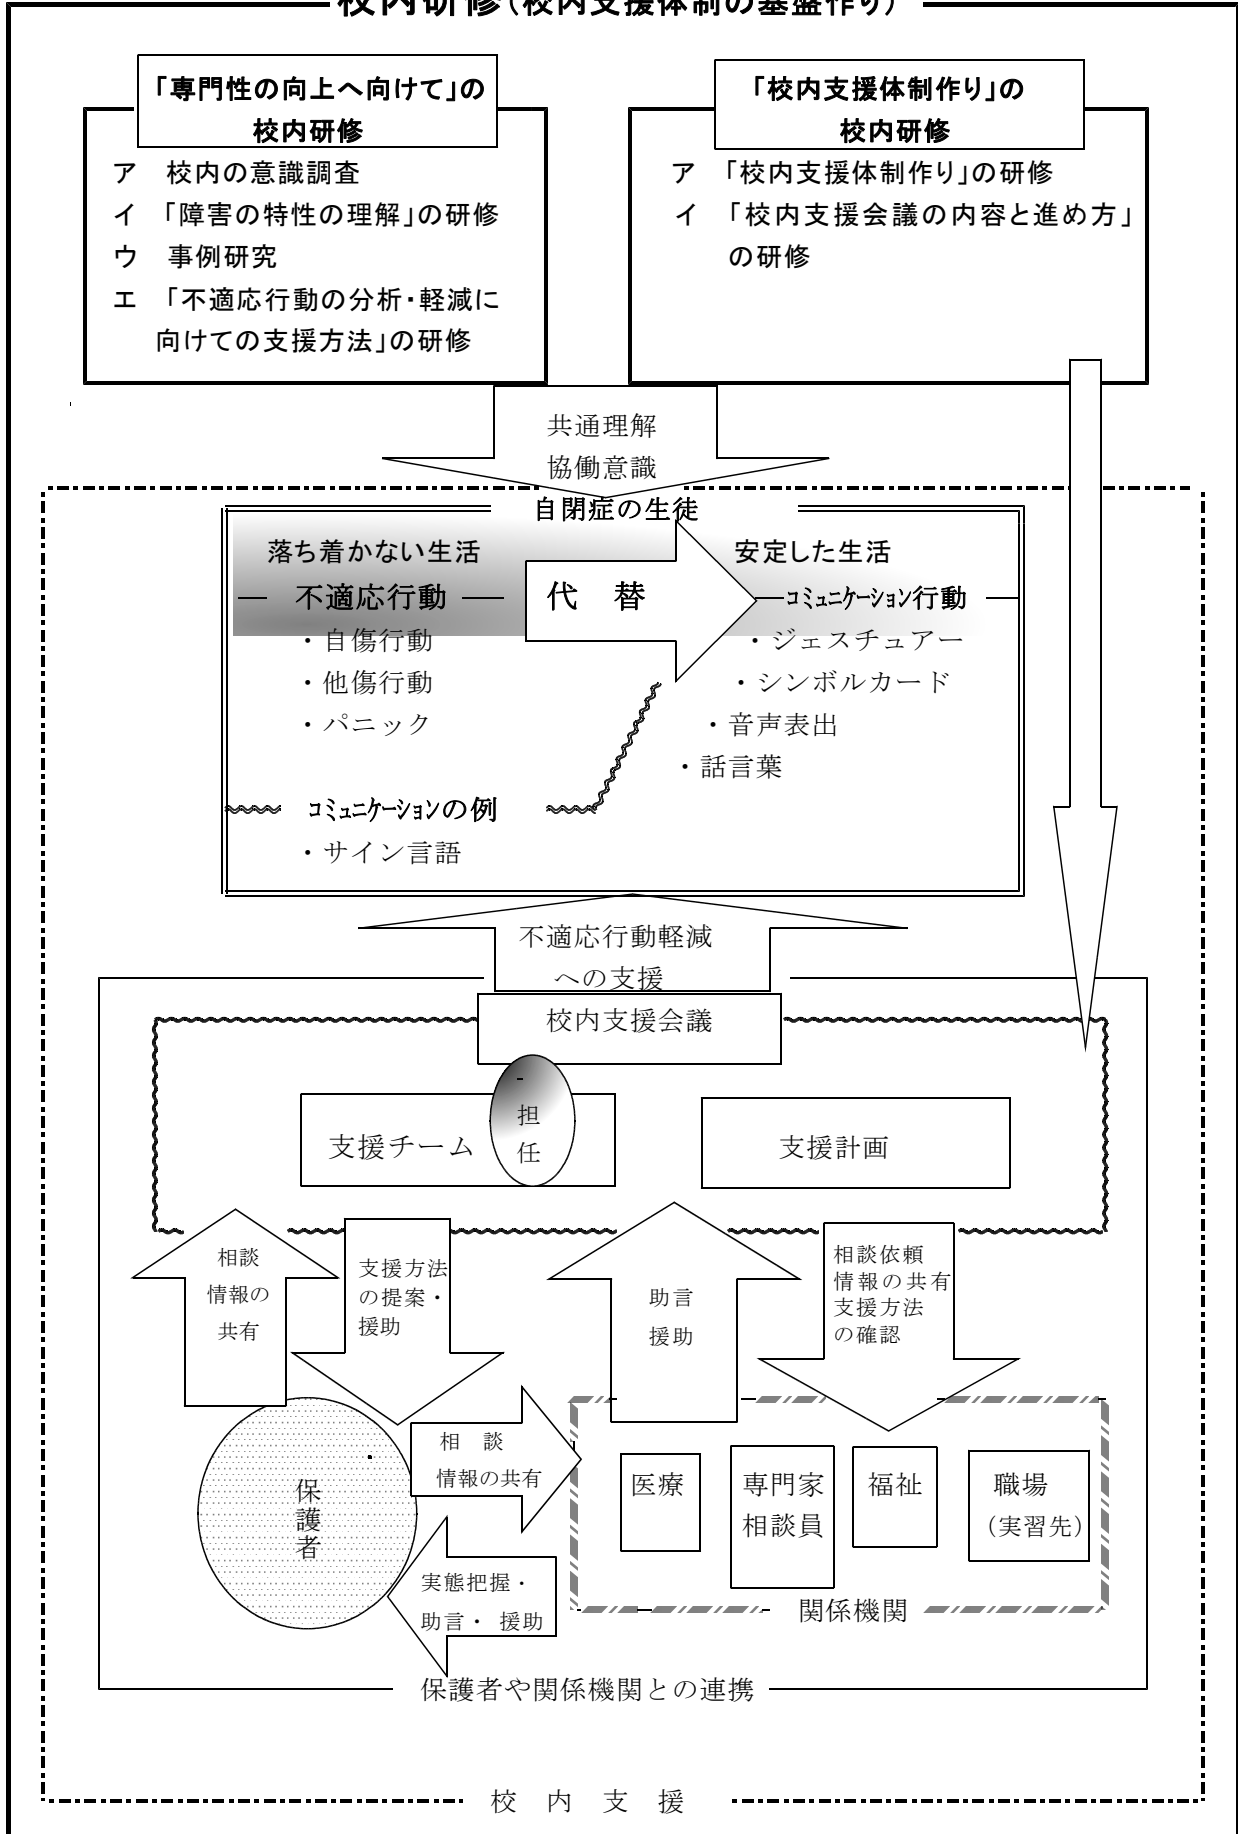 校内研修(校内支援体制の基盤作り)
「専門性の向上へ向けて」の
校内研修
ア 校内の意識調査
イ 「障害の特性の理解」の研修
ウ 事例研究
エ 「不適応行動の分析・軽減に
向けての支援方法」の研修
「校内支援体制作り」の
校内研修
ア 「校内支援体制作り」の研修
イ 「校内支援会議の内容と進め方」
の研修
共通理解
協働意識
自閉症の生徒
落ち着かない生活
不適応行動
・自傷行動
・他傷行動
・パニック
代 替
安定した生活
コミュニケーション行動
・ジェスチュアー
・シンボルカード
・音声表出
・話言葉
コミュニケーションの例
・サイン言語
不適応行動軽減
への支援
校内支援会議
支援チーム
担
任
支援計画
相談
情報の
共有
支援方法
の提案・
援助
助言
援助
相談依頼
情報の共有
支援方法
の確認
保
護
者
相 談
情報の共有
実態把握・
助言・ 援助
医療
専門家
相談員
福祉
職場
(実習先)
関係機関
保護者や関係機関との連携
校 内 支 援